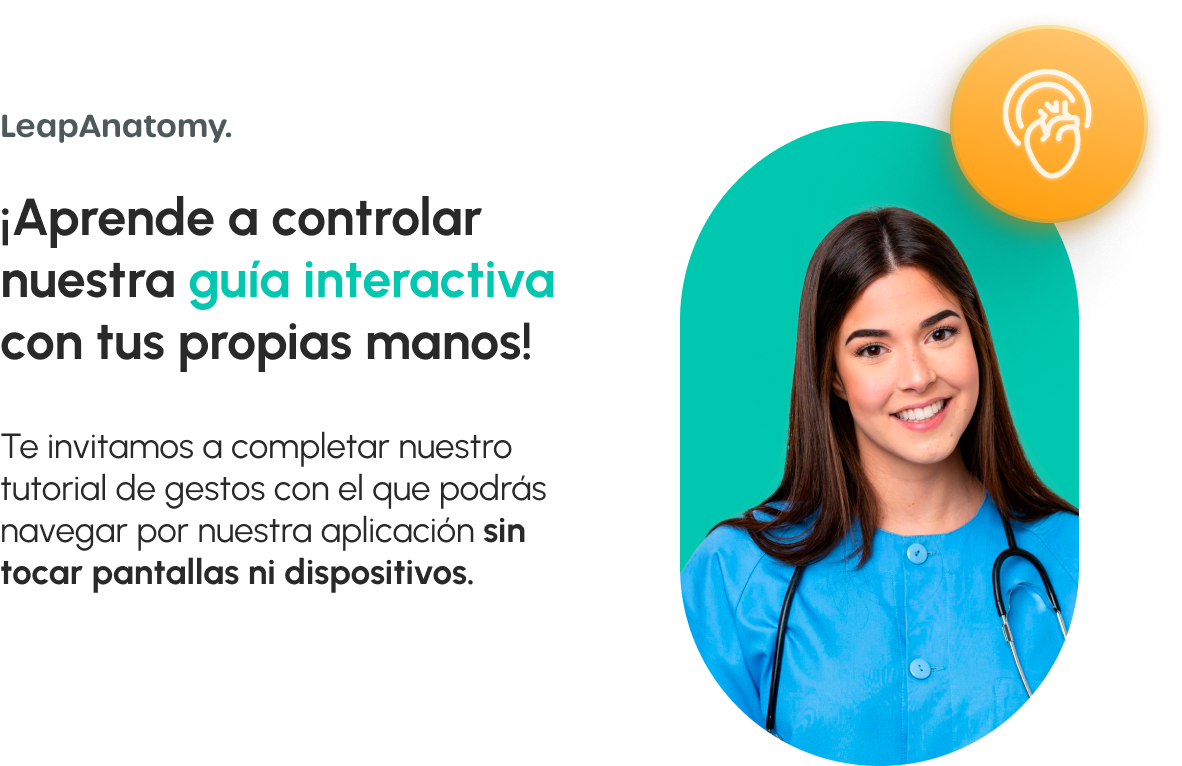 LeapAnatomy.
¡Aprende a controlar
nuestra guía interactiva
con tus propias manos!
Te invitamos a completar nuestro
tutorial de gestos con el que podrás
navegar por nuestra aplicación sin
tocar pantallas ni dispositivos.